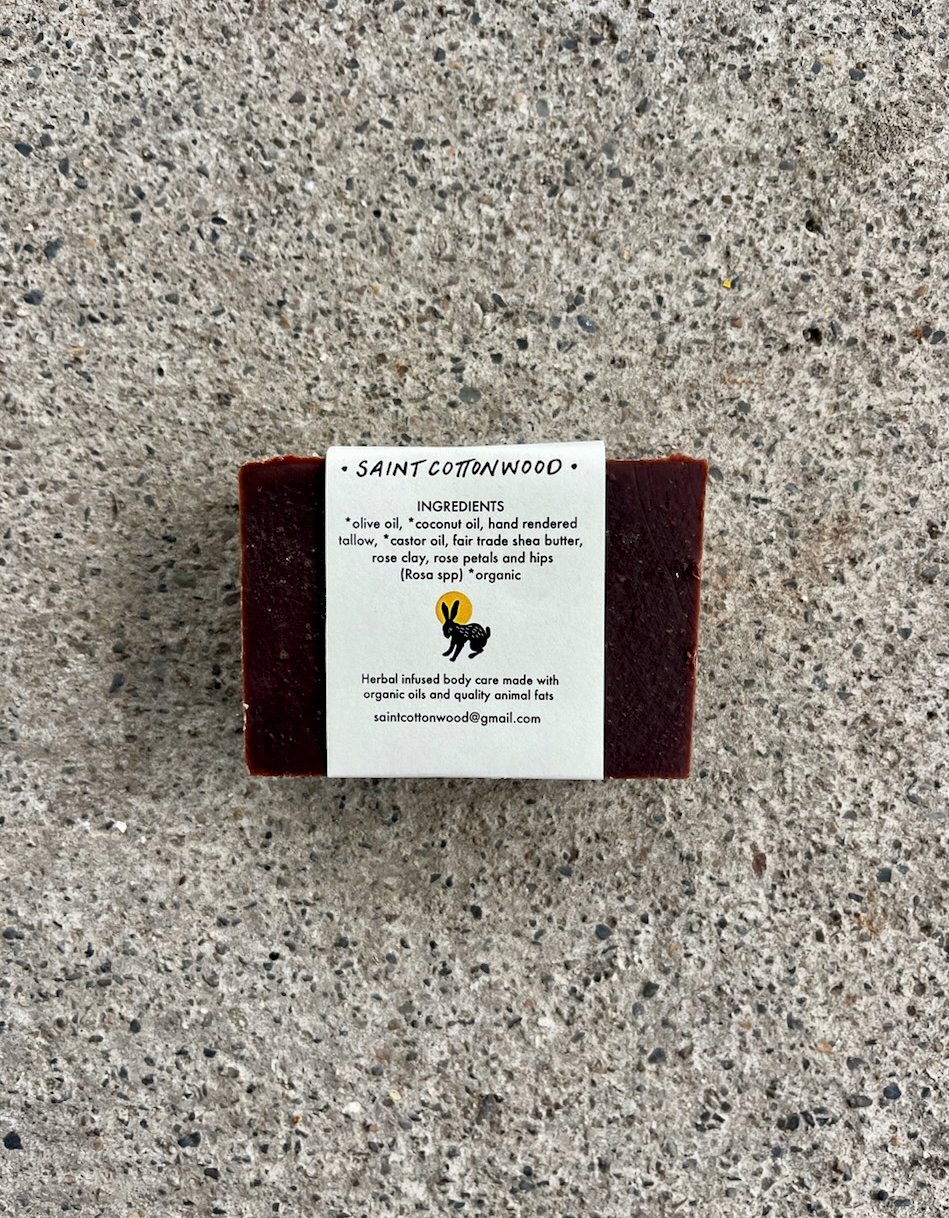 • SAINT COTTONWOOD •
INGREDIENTS
*olive oil, *coconut oil, hand rendered
tallow, *castor oil, fair trade shea butter,
rose clay, rose petals and hips
(Rosa spp) *organic
Herbal infused body care made with
organic oils and quality animal fats
saintcottonwood@gmail.com